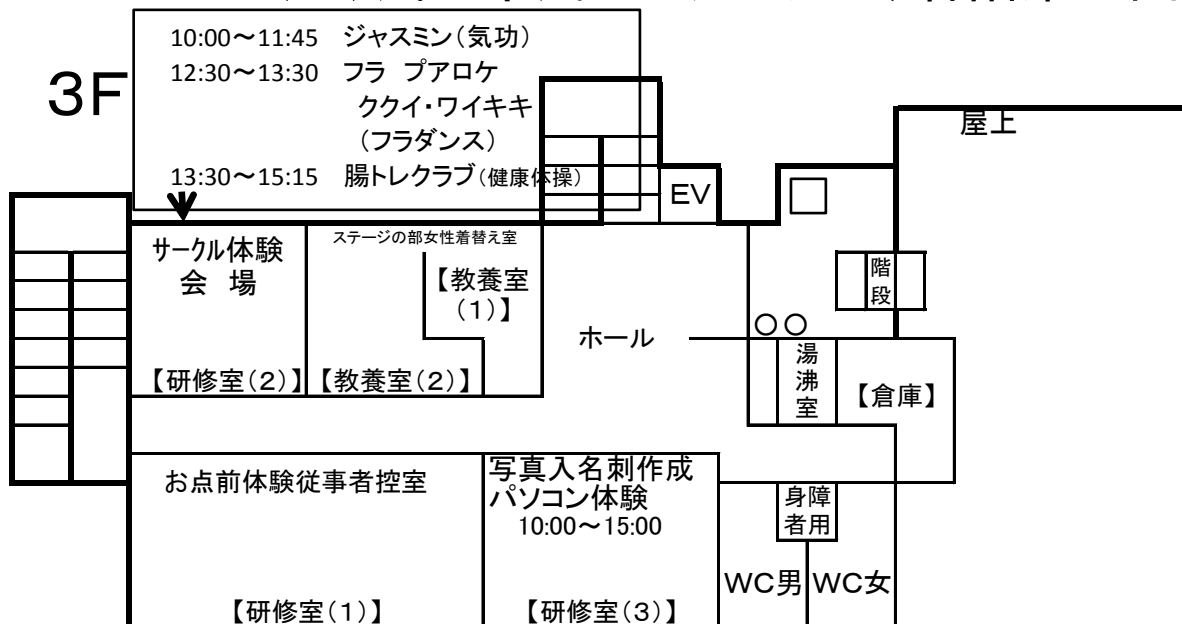 10:00～11:45 ジャスミン(気功)
12:30～13:30 フラ プアロケ
ククイ・ワイキキ
(フラダンス)
13:30～15:15 腸トレクラブ(健康体操)
3F
屋上
EV
サークル体験
会 場
【研修室(2)】
ステージの部女性着替え室
【教養室
(1)】
【教養室(2)】
ホール
階
段
湯
沸
室
【倉庫】
お点前体験従事者控室
【研修室(1)】
写真入名刺作成
パソコン体験
10:00～15:00
【研修室(3)】
身障
者用
WC男
WC女